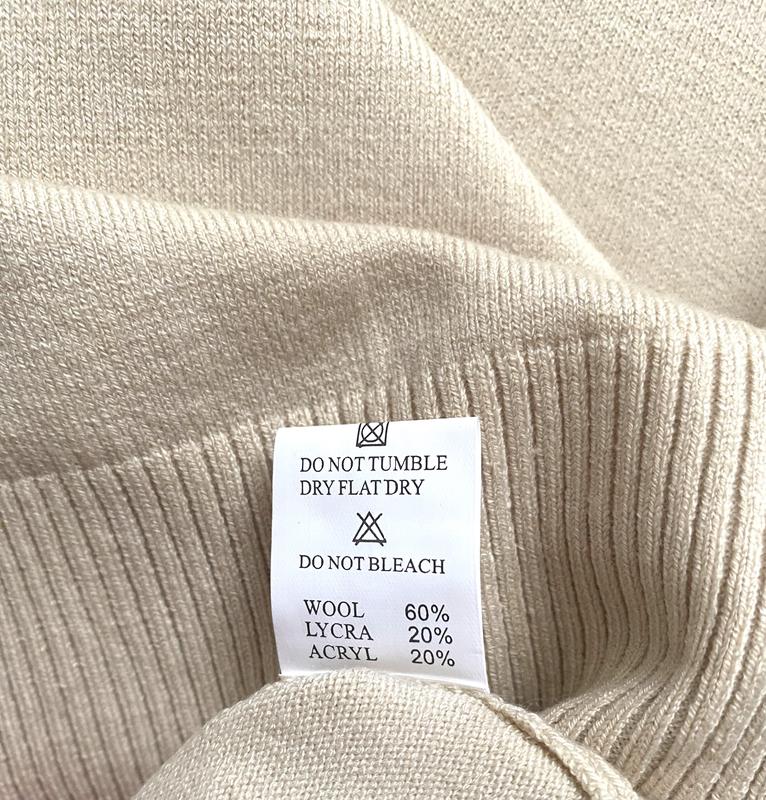 DO NOT TUMBLE
DRY FLAT DRY
DO NOT BLEACH
WOOL 60%
LYCRA 20%
ACRYL 20%